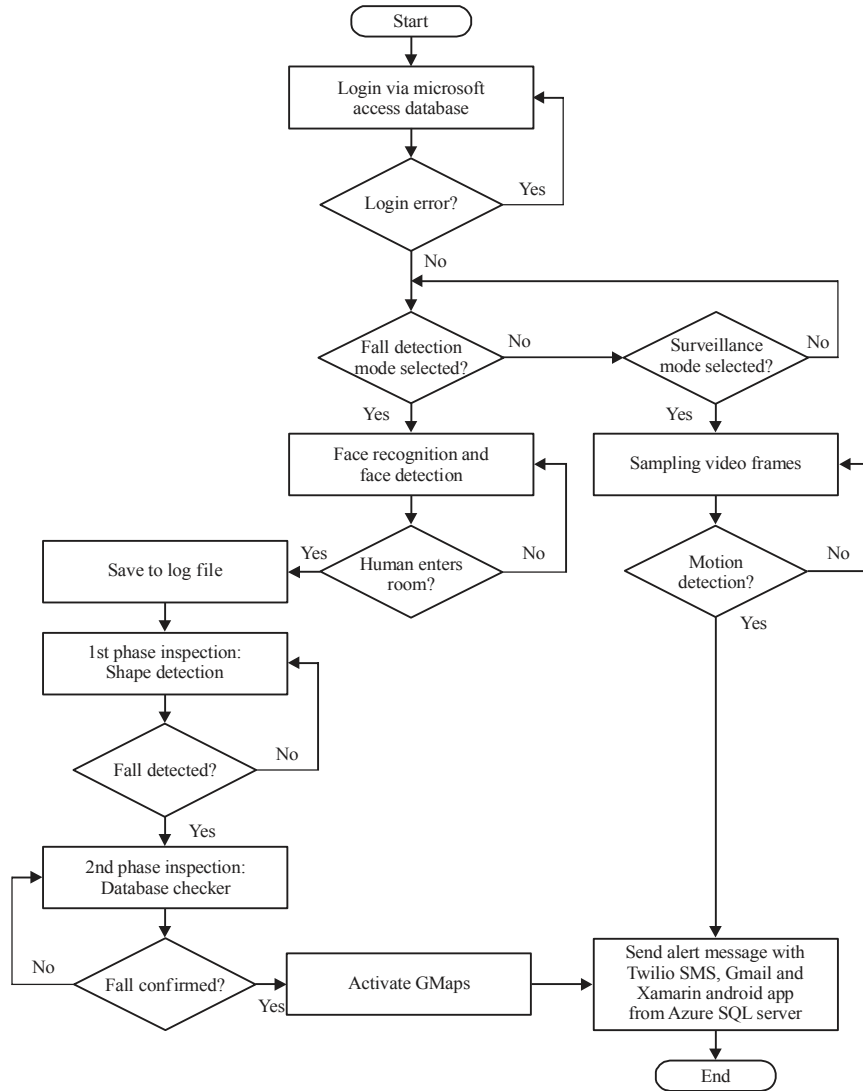 Start
Login via microsoft
access database
Yes
Login error?
No
No
No
Fall detection
mode selected?
Surveillance
mode selected?
Yes
Yes
Face recognition and
face detection
Sampling video frames
Yes
No
No
Save to log file
Human enters
room?
Motion
detection?
Yes
1st phase inspection:
Shape detection
No
Fall detected?
Yes
2nd phase inspection:
Database checker
No
Fall confirmed?
Yes
Activate GMaps
Send alert message with
Twilio SMS, Gmail and
Xamarin android app
from Azure SQL server
End